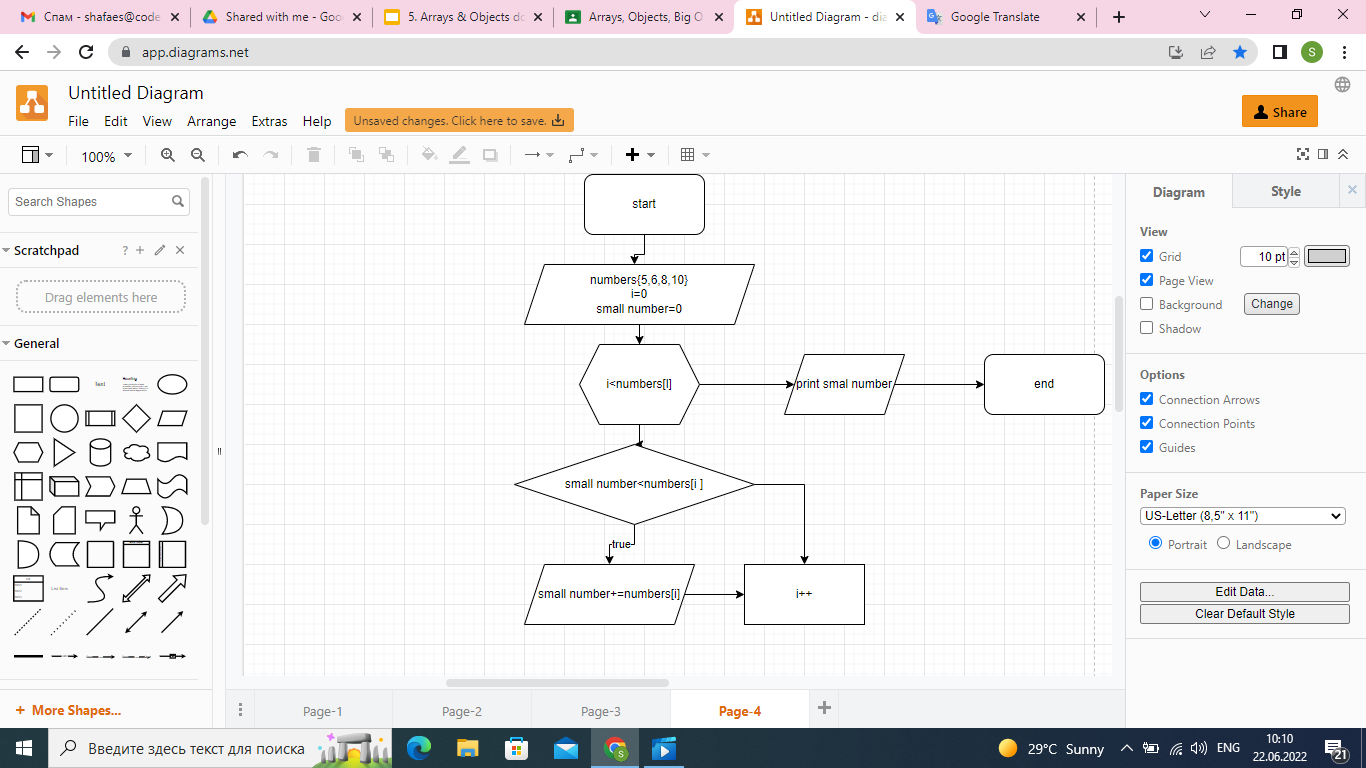 Спам - shafaes@code
Shared with me - Goo
5. Arrays & Objects do
Arrays, Objects, Big O
Untitled Diagram - dia
Google Translate
app.diagrams.net
S
Untitled Diagram
File Edit View Arrange Extras Help
Unsaved changes. Click here to save.
Share
100%
Search Shapes
Scratchpad
?
Drag elements here
General
Text
Heading
More Shapes...
start
numbers{5,6,8,10}
i=0
small number=0
i<numbers[l]
print smal number
end
small number<numbers[i ]
true
small number+=numbers[i]
i++
Page-1 Page-2 Page-3 Page-4
Diagram Style
View
Grid 10 pt
Page View
Background Change
Shadow
Options
Connection Arrows
Connection Points
Guides
Paper Size
US-Letter (8,5" x 11")
Portrait Landscape
Edit Data...
Clear Default Style
Введите здесь текст для поиска
29°C Sunny
ENG
10:10
22.06.2022
21